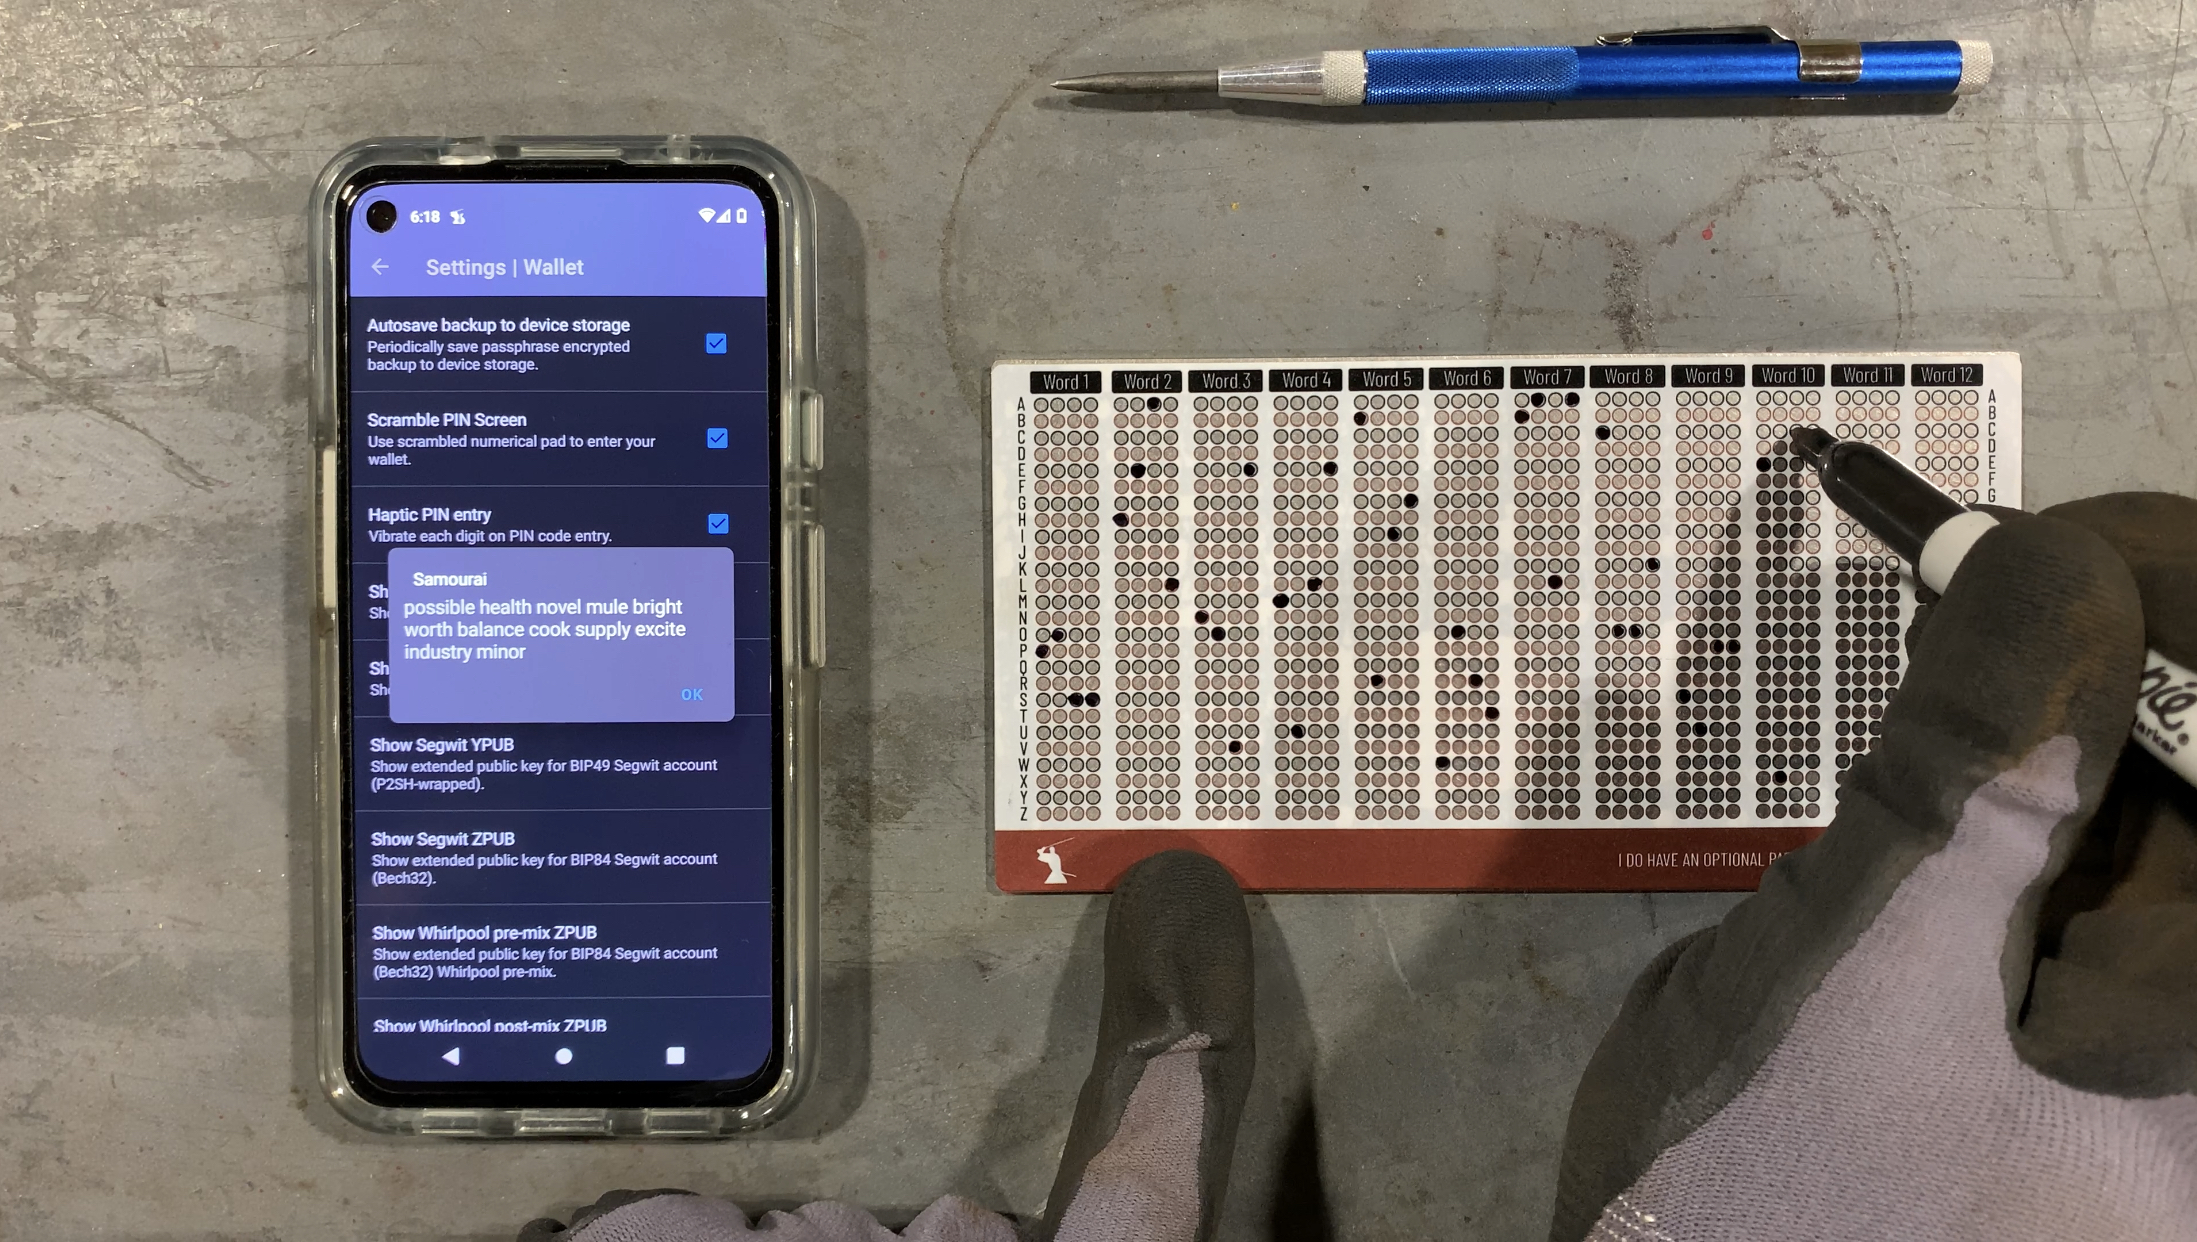 6:18
Settings | Wallet
Autosave backup to device storage
Periodically save passphrase encrypted
backup to device storage.
Scramble PIN Screen
Use scrambled numerical pad to enter your
wallet.
Haptic PIN entry
Vibrate each digit on PIN code entry.
Samourai
possible health novel mule bright
worth balance cook supply excite
industry minor
OK
Show Segwit YPUB
Show extended public key for BIP49 Segwit account
(P2SH-wrapped).
Show Segwit ZPUB
Show extended public key for BIP84 Segwit account
(Bech32).
Show Whirlpool pre-mix ZPUB
Show extended public key for BIP84 Segwit account
(Bech32) Whirlpool pre-mix.
Show Whirlpool post-mix ZPUB
Word 1 Word 2 Word 3 Word 4 Word 5 Word 6 Word 7 Word 8 Word 9 Word 10 Word 11 Word 12
A A
B B
C C
D D
E E
F F
G G
H
I
J
K
L
M
N
O
P
Q
R
S
T
U
V
W
X
Y
Z
I DO HAVE AN OPTIONAL